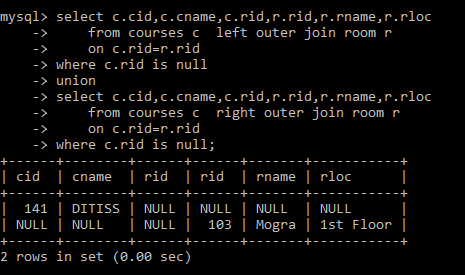 mysql> select c.cid,c.cname,c.rid,r.rid,r.rname,r.rloc
    ->     from courses c  left outer join room r
    ->     on c.rid=r.rid
    -> where c.rid is null
    -> union
    -> select c.cid,c.cname,c.rid,r.rid,r.rname,r.rloc
    ->     from courses c  right outer join room r
    ->     on c.rid=r.rid
    -> where c.rid is null;
+------+--------+------+------+-------+-----------+
| cid  | cname  | rid  | rid  | rname | rloc      |
+------+--------+------+------+-------+-----------+
|  141 | DITISS | NULL | NULL | NULL  | NULL      |
| NULL | NULL   | NULL |  103 | Mogra | 1st Floor |
+------+--------+------+------+-------+-----------+
2 rows in set (0.00 sec)